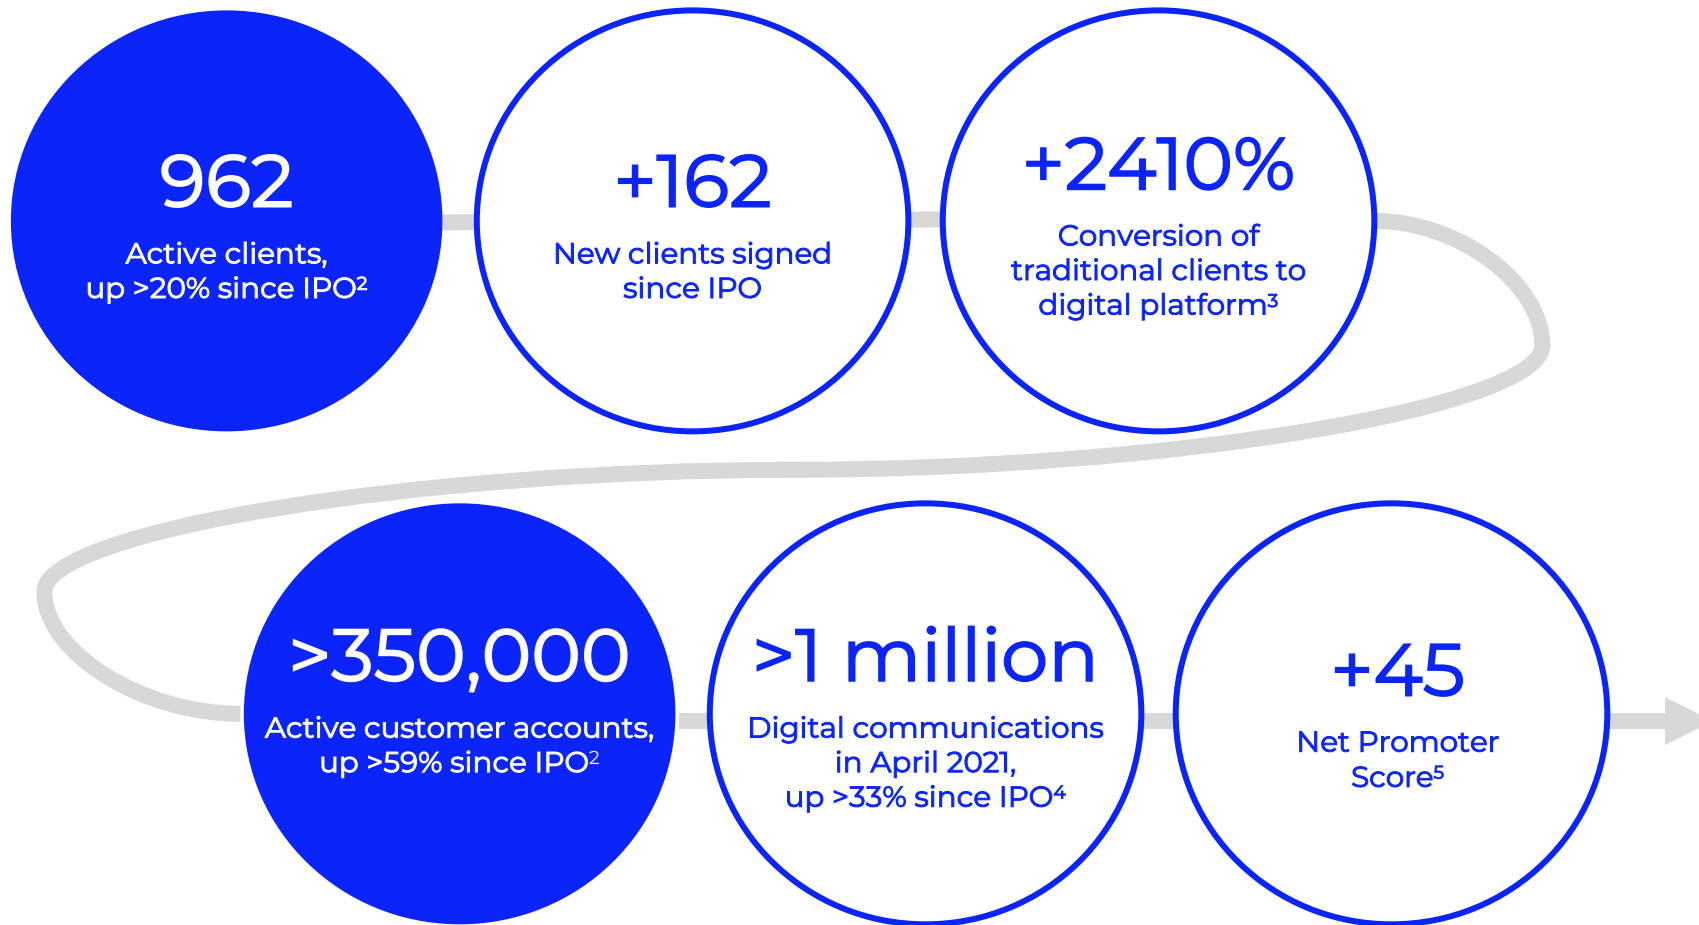 962
Active clients,
up >20% since IPO²
+162
New clients signed
since IPO
+2410%
Conversion of
traditional clients to
digital platform³
>350,000
Active customer accounts,
up >59% since IPO²
>1 million
Digital communications
in April 2021,
up >33% since IPO⁴
+45
Net Promoter
Score⁵